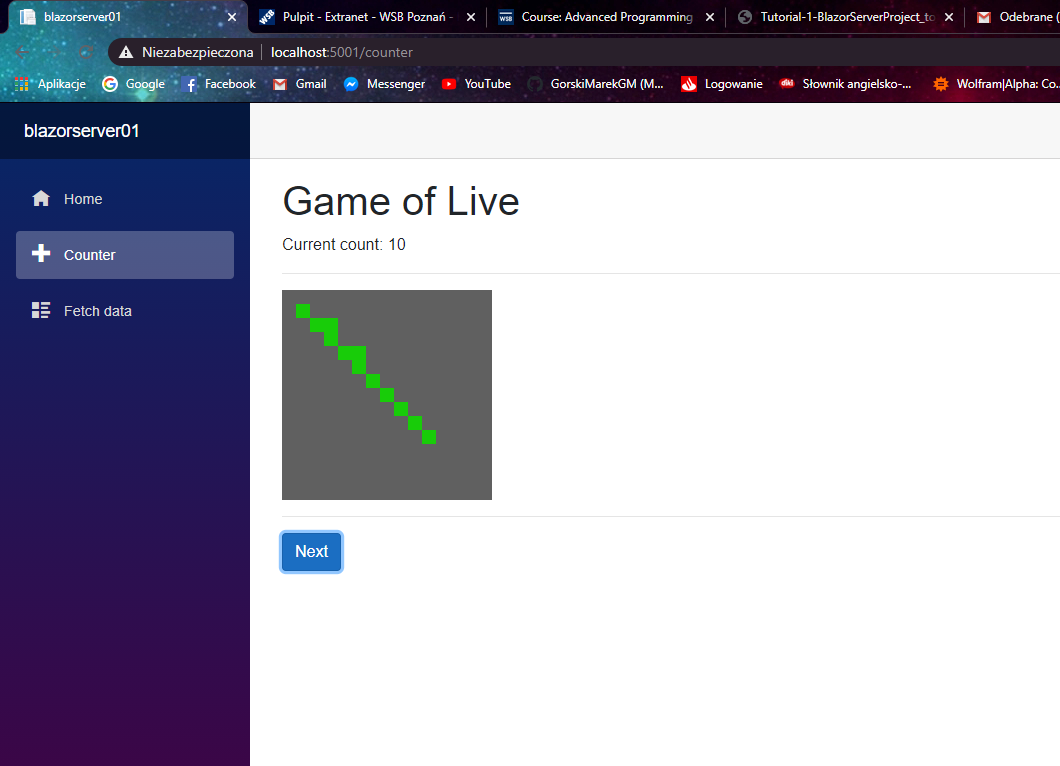 blazorserver01
Pulpit - Extranet - WSB Poznań -
WSB
Course: Advanced Programming
Tutorial-1-BlazorServerProject_to
Odebrane (
Niezabezpieczona
localhost:5001/counter
Aplikacje
Google
Facebook
Gmail
Messenger
YouTube
GorskiMarekGM (M...
Logowanie
diki
Słownik angielsko-...
Wolfram|Alpha: Co...
blazorserver01
Home
Counter
Fetch data
Game of Live
Current count: 10
Next